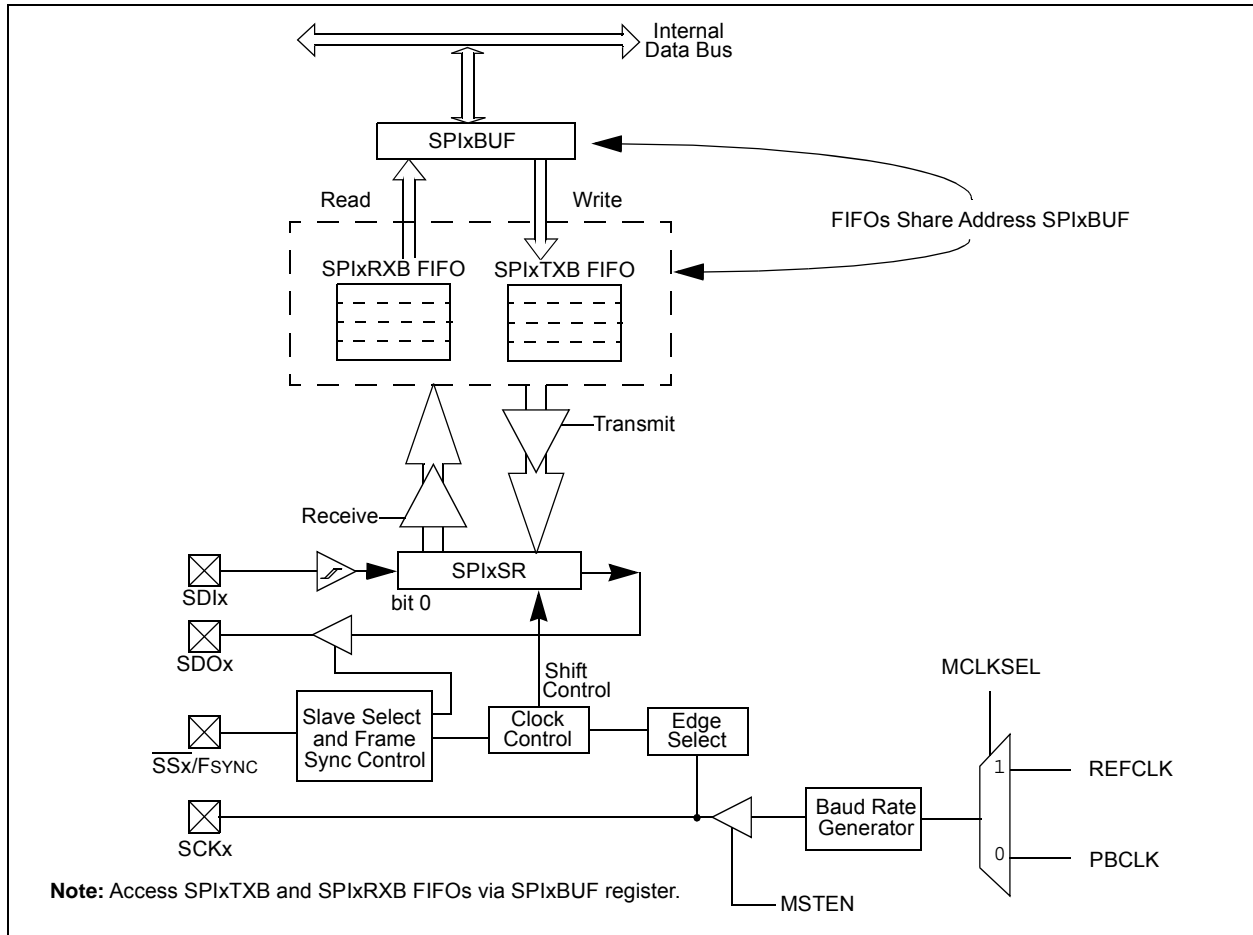 Internal
Data Bus
SPIxBUF
Read
Write
FIFOs Share Address SPIxBUF
SPIxRXB FIFO
SPIxTXB FIFO
Transmit
Receive
SPIxSR
bit 0
SDIx
SDOx
Shift
Control
MCLKSEL
Slave Select
and Frame
Sync Control
Clock
Control
Edge
Select
SSx/FSYNC
1
REFCLK
Baud Rate
Generator
0
PBCLK
SCKx
MSTEN
Note: Access SPIxTXB and SPIxRXB FIFOs via SPIxBUF register.